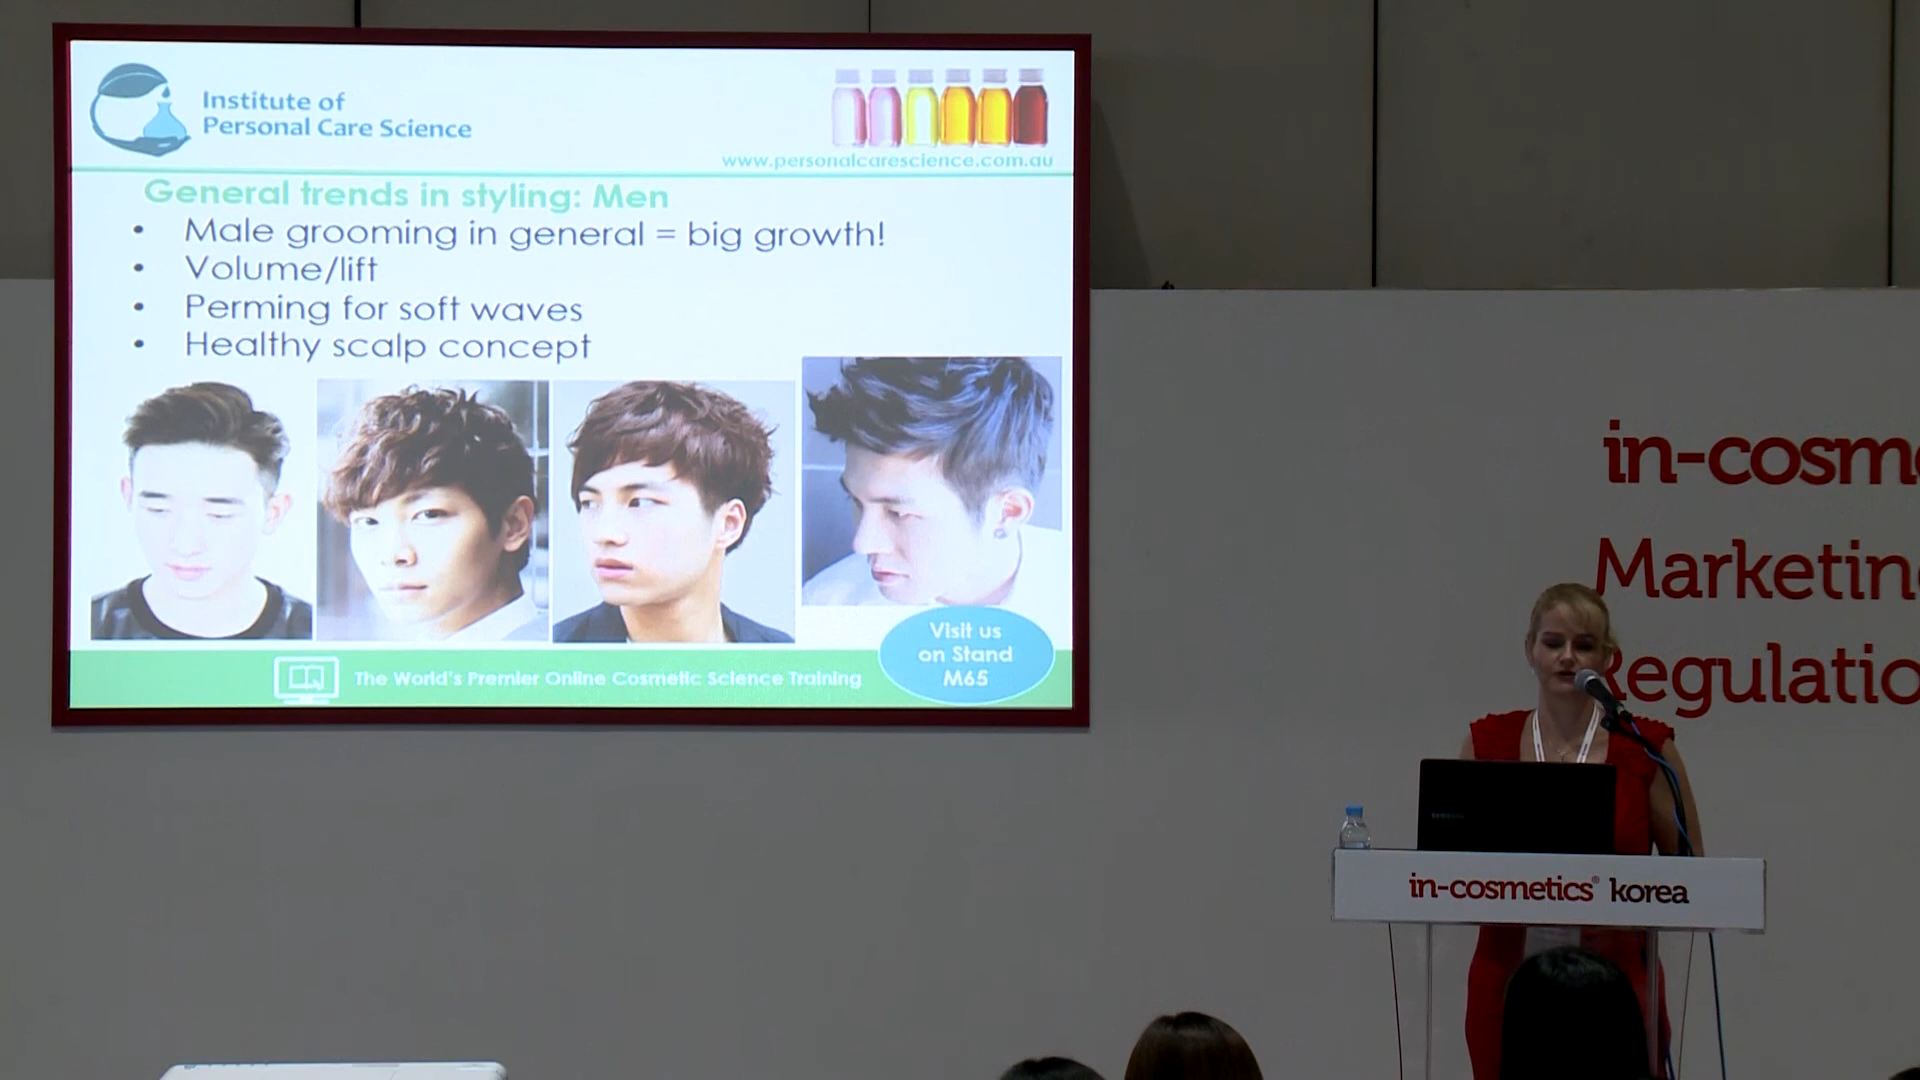 Institute of
Personal Care Science
www.personalcarescience.com.au
General trends in styling: Men
• Male grooming in general = big growth!
• Volume/lift
• Perming for soft waves
• Healthy scalp concept
Visit us
on Stand
M65
The World's Premier Online Cosmetic Science Training
in-cosm
Marketin
Regulatio
SAMSUNG
in-cosmetics® korea